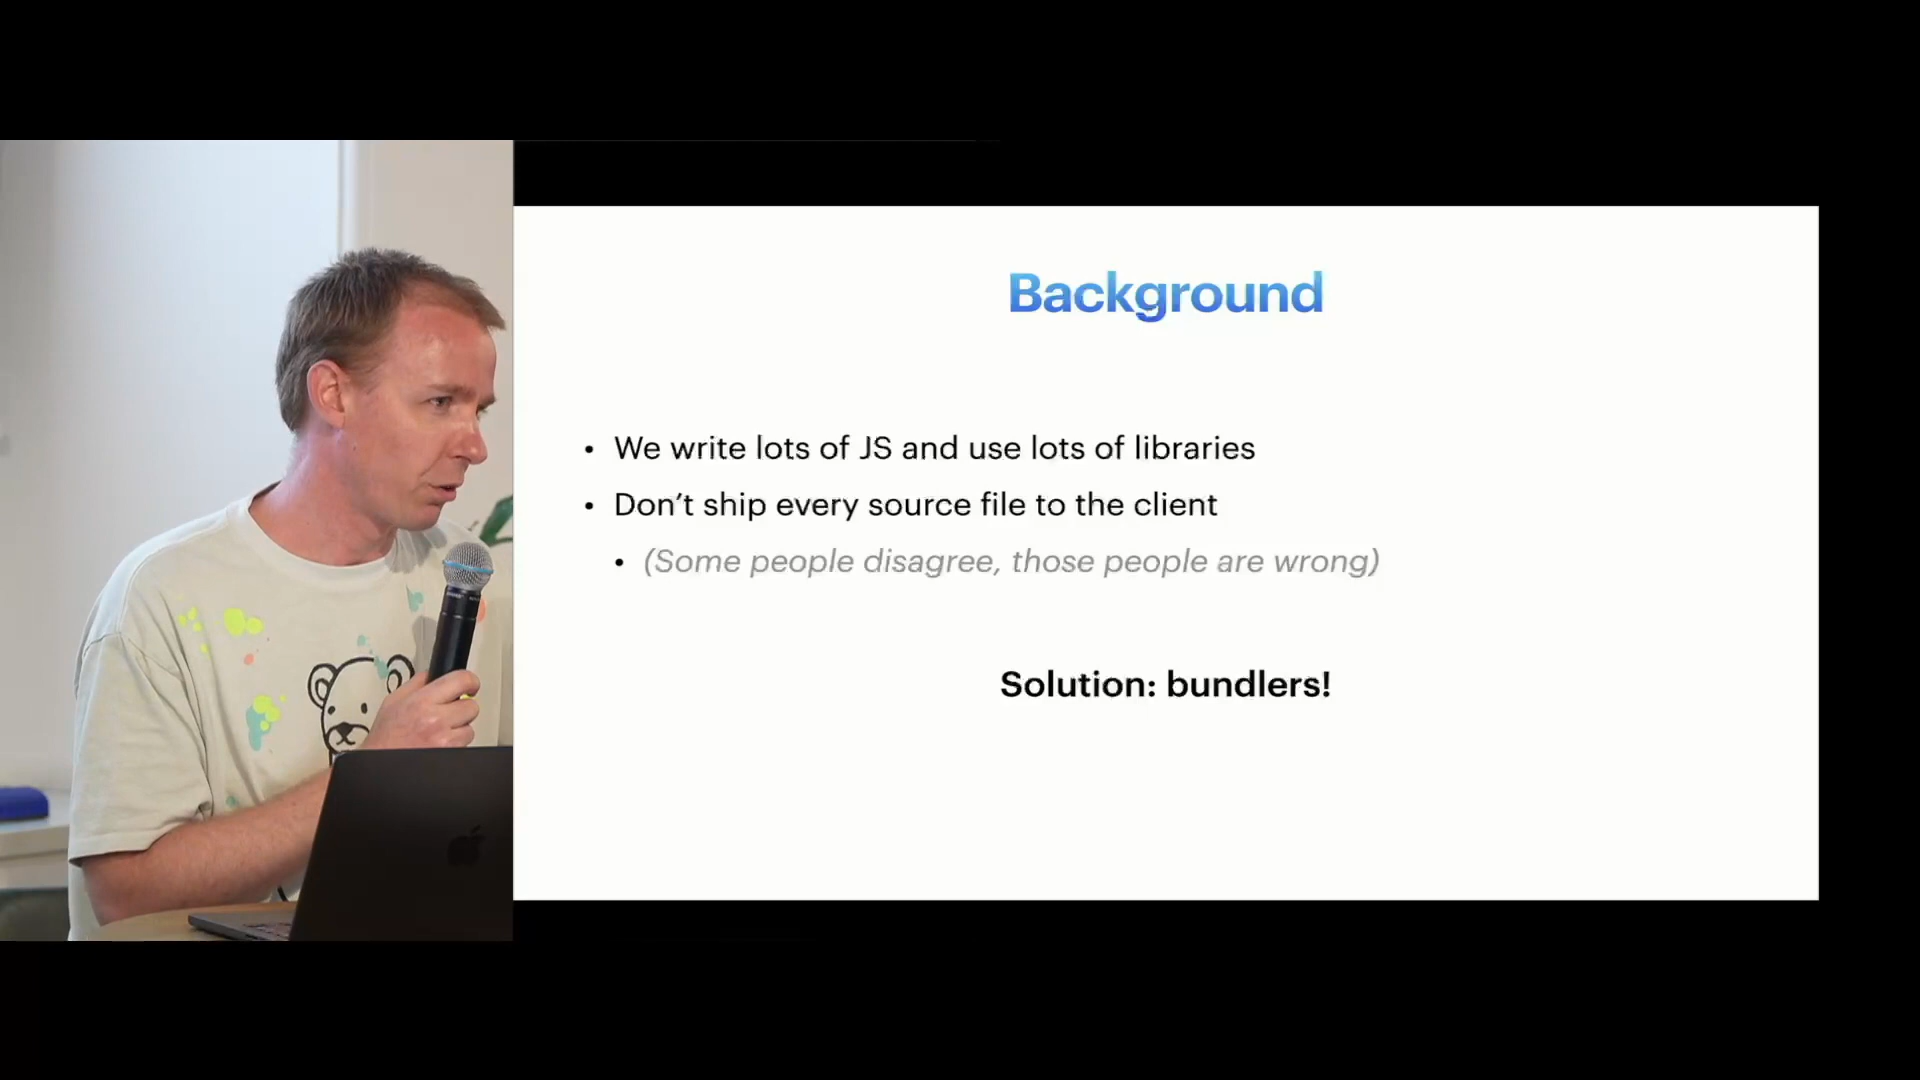 Background
• We write lots of JS and use lots of libraries
• Don’t ship every source file to the client
• (Some people disagree, those people are wrong)
Solution: bundlers!